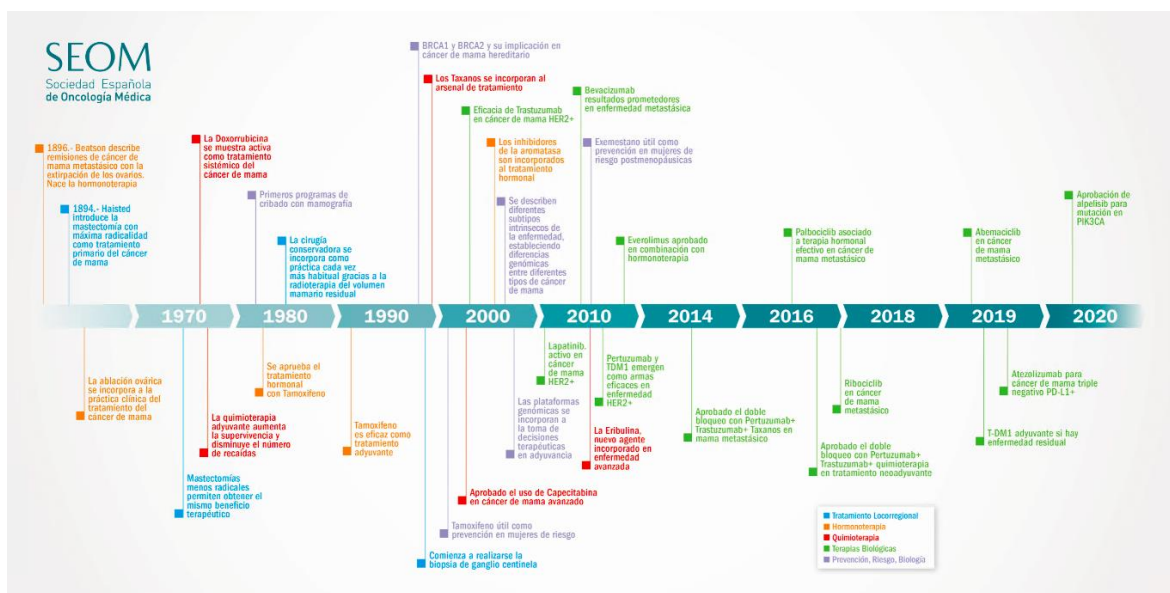 SEOM
Sociedad Española
de Oncología Médica
BRCA1 y BRCA2 y su implicación en
cáncer de mama hereditario
Los Taxanos se incorporan al
arsenal de tratamiento
Eficacia de Trastuzumab
en cáncer de mama HER2+
Bevacizumab
resultados prometedores
en enfermedad metastásica
1896.- Beatson describe
remisiones de cáncer de
mama metastásico con la
extirpación de los ovarios.
Nace la hormonoterapia
La Doxorrubicina
se muestra activa
como tratamiento
sistémico del
cáncer de mama
Los inhibidores
de la aromatasa
son incorporados
al tratamiento
hormonal
Exemestano útil como
prevención en mujeres de
riesgo postmenopáusicas
1894.- Haisted
introduce la
mastectomía con
máxima radicalidad
como tratamiento
primario del cáncer
de mama
Primeros programas de
cribado con mamografía
La cirugía
conservadora se
incorpora como
práctica cada vez
más habitual gracias a la
radioterapia del volumen
mamario residual
Se describen
diferentes
subtipos
intrínsecos de
la enfermedad,
estableciendo
diferencias
genómicas
entre diferentes
tipos de cáncer
de mama
Everolimus aprobado
en combinación con
hormonoterapia
Palbociclib asociado
a terapia hormonal
efectivo en cáncer de
mama metastásico
Abemaciclib
en cáncer
de mama
metastásico
Aprobación de
alpelisib para
mutación en
PIK3CA
1970
1980
1990
2000
2010
2014
2016
2018
2019
2020
La ablación ovárica
se incorpora a la
práctica clínica del
tratamiento del
cáncer de mama
La quimioterapia
adyuvante aumenta
la supervivencia y
disminuye el número
de recaídas
Mastectomías
menos radicales
permiten obtener el
mismo beneficio
terapéutico
Se aprueba el
tratamiento
hormonal
con Tamoxifeno
Tamoxifeno
es eficaz como
tratamiento
adyuvante
Lapatinib.
activo en
cáncer
de mama
HER2+
Pertuzumab y
TDM1 emergen
como armas
eficaces en
enfermedad
HER2+
Las plataformas
genómicas se
incorporan a
la toma de
decisiones
terapéuticas
en adyuvancia
La Eribulina,
nuevo agente
incorporado en
enfermedad
avanzada
Aprobado el uso de Capecitabina
en cáncer de mama avanzado
Tamoxifeno útil como
prevención en mujeres de riesgo
Comienza a realizarse la
biopsia de ganglio centinela
Aprobado el doble
bloqueo con Pertuzumab+
Trastuzumab+ Taxanos en
mama metastásico
Ribociclib
en cáncer
de mama
metastásico
Aprobado el doble
bloqueo con Pertuzumab+
Trastuzumab+ quimioterapia
en tratamiento neoadyuvante
Atezolizumab para
cáncer de mama triple
negativo PD-L1+
T-DM1 adyuvante si hay
enfermedad residual
Tratamiento Locorregional
Hormonoterapia
Quimioterapia
Terapias Biológicas
Prevención, Riesgo, Biología